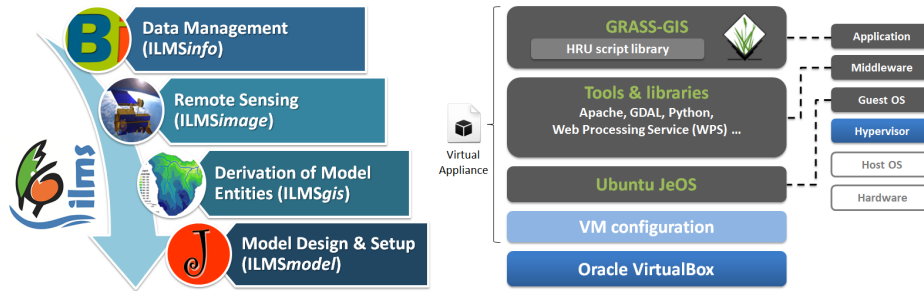 Bi
Data Management
(ILMSinfo)
Remote Sensing
(ILMSimage)
ilms
Derivation of Model
Entities (ILMSgis)
J
Model Design & Setup
(ILMSmodel)
Virtual
Appliance
GRASS-GIS
HRU script library
Tools & libraries
Apache, GDAL, Python,
Web Processing Service (WPS) ...
Ubuntu JeOS
VM configuration
Oracle VirtualBox
Application
Middleware
Guest OS
Hypervisor
Host OS
Hardware